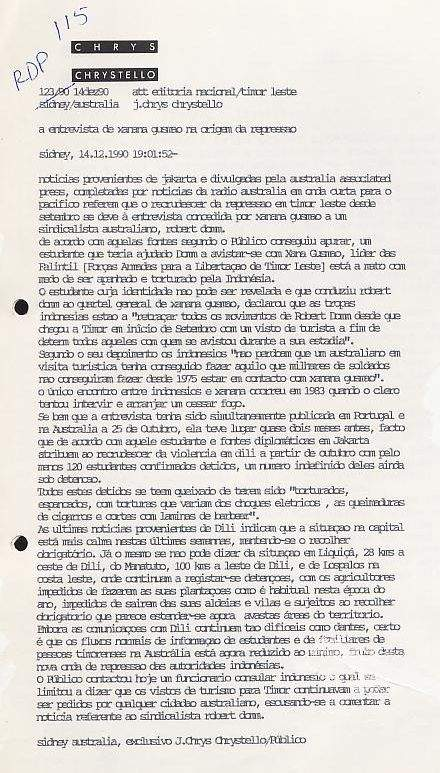 RDP 115
CHRYS
CHRYSTELLO
123/90 14dez90 att editoria nacional/timor leste
sidney/australia j.chrys chrystello
a entrevista de xanana gusmao na origem da repressao
sidney, 14.12.1990 19:01:52-
noticias provenientes de jakarta e divulgadas pela australia associated
press, completadas por noticias da radio australia em onda curta para o
pacifico referem que o recrudescer da repressao em timor leste desde
setembro se deve á entrevista concedida por xanana gusmao a um
sindicalista australiano, robert domm.
de acordo com aquelas fontes segundo o Público conseguiu apurar, um
estudante que teria ajudado Domm a avistar-se com Xana Gusmao, lider das
Falintil [Forças Armadas para a Libertaçao de Timor Leste] está a mato com
medo de ser apanhado e torturado pela Indonésia.
O estudante cuja identidade nao pode ser revelada e que conduziu robert
domm ao quartel general de xanana gusmao, declarou que as tropas
indonesias estao a "retraçar todos os movimentos de Robert Domm desde que
chegou a Timor em início de Setembro com um visto de turista a fim de
deterem todos aqueles com quem se avistou durante a sua estadia".
Segundo o seu depoimento os indonesios "nao perdoam que um australiano em
visita turística tenha conseguido fazer aquilo que milhares de soldados
nao conseguiram fazer desde 1975 estar em contacto com xanana gusmao".
o único encontro entre indonesios e xanana ocorreu em 1983 quando o clero
tentou intervir e arranjar um cessar fogo.
Se bem que a entrevista tenha sido simultaneamente publicada em Portugal e
na Australia a 25 de Outubro, ela teve lugar quase dois meses antes, facto
que de acordo com aquele estudante e fontes diplomáticas em Jakarta
atribuem ao recrudescer da violencia em dili a partir de outubro com pelo
menos 120 estudantes confirmados detidos, um numero indefinido deles ainda
sob detencao.
Todos estes detidos se teem queixado de terem sido "torturados,
espancados, com torturas que variam dos choques eletricos , as queimaduras
de cigarros e cortes com laminas de barbear".
As ultimas noticias provenientes de Dili indicam que a situaçao na capital
está mais calma nestas últimas semanas, mantendo-se o recolher
obrigatório. Já o mesmo se nao pode dizer da situaçao em Liquiçá, 28 kms a
oeste de Dili, do Manatuto, 100 kms a leste de Dili, e de Lospalos na
costa leste, onde continuam a registar-se detençoes, com os agricultores
impedidos de fazerem as suas plantaçoes como é habitual nesta época do
ano, impedidos de sairem das suas aldeias e vilas e sujeitos ao recolher
obrigatorio que parece estender-se agora avastas áreas do territorio.
Embora as comunicaçoes com Dili continuem tao dificeis como dantes, certo
é que os fluxos normais de informaçao de estudantes e de familiares de
pessoas timorenses na Austrália está agora reduzido ao mínimo, fruto desta
nova onda de repressao das autoridades indonésias.
O Público contactou hoje um funcionario consular indonesio o qual se
limitou a dizer que os vistos de turismo para Timor continuavam a poder
ser pedidos por qualquer cidadao australiano, escusando-se a comentar a
noticia referente ao sindicalista robert domm.
sidney australia, exclusivo J.Chrys Chrystello/Público